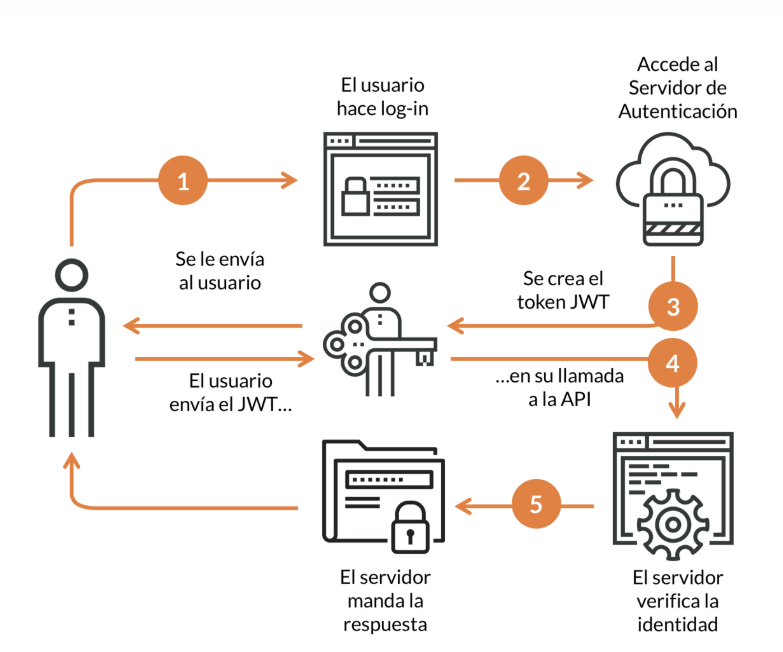 El usuario
hace log-in
Accede al
Servidor de
Autenticación
1
2
Se le envía
al usuario
Se crea el
token JWT
3
El usuario
envía el JWT...
...en su llamada
a la API
4
5
El servidor
manda la
respuesta
El servidor
verifica la
identidad